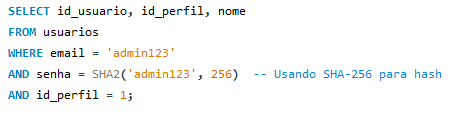 SELECT id_usuario, id_perfil, nome
FROM usuarios
WHERE email = 'admin123'
AND senha = SHA2('admin123', 256)  -- Usando SHA-256 para hash
AND id_perfil = 1;